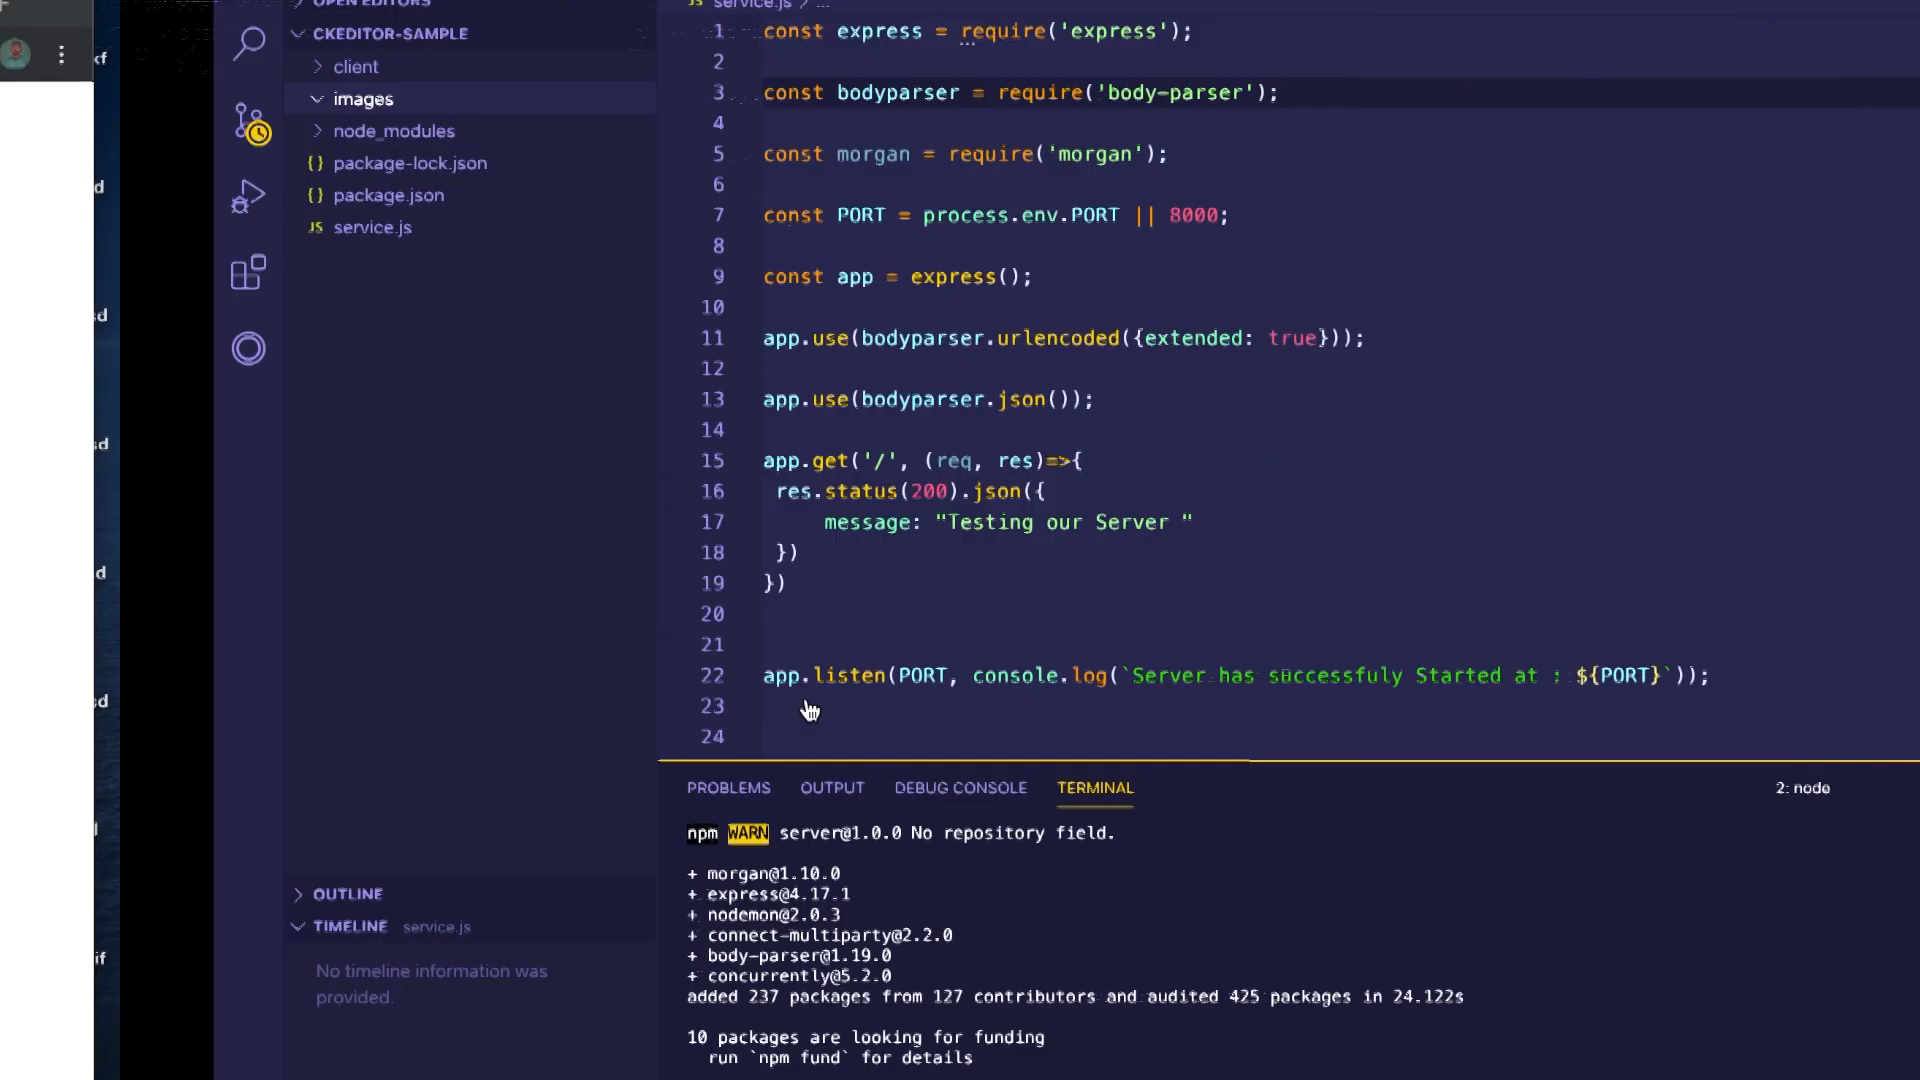 OPEN EDITORS
CKEDITOR-SAMPLE
client
images
node_modules
{} package-lock.json
{} package.json
JS service.js
OUTLINE
TIMELINE service.js
No timeline information was
provided.
JS service.js > ...
1 const express = require('express');
2
3 const bodyparser = require('body-parser');
4
5 const morgan = require('morgan');
6
7 const PORT = process.env.PORT || 8000;
8
9 const app = express();
10
11 app.use(bodyparser.urlencoded({extended: true}));
12
13 app.use(bodyparser.json());
14
15 app.get('/', (req, res)=>{
16 res.status(200).json({
17 message: "Testing our Server "
18 })
19 })
20
21
22 app.listen(PORT, console.log(`Server has successfuly Started at : ${PORT}`));
23
24
PROBLEMS OUTPUT DEBUG CONSOLE TERMINAL 2: node
npm WARN server@1.0.0 No repository field.
+ morgan@1.10.0
+ express@4.17.1
+ nodemon@2.0.3
+ connect-multiparty@2.2.0
+ body-parser@1.19.0
+ concurrently@5.2.0
added 237 packages from 127 contributors and audited 425 packages in 24.122s
10 packages are looking for funding
run `npm fund` for details